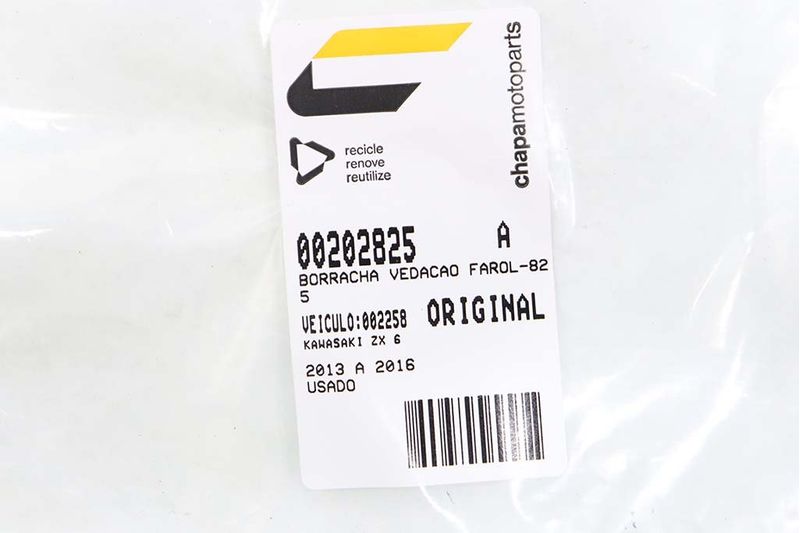 chapamotoparts
recicle
renove
reutilize
00202825 A
BORRACHA VEDACAO FAROL-82
5
VEICULO:002258 ORIGINAL
KAWASAKI ZX 6
2013 A 2016
USADO